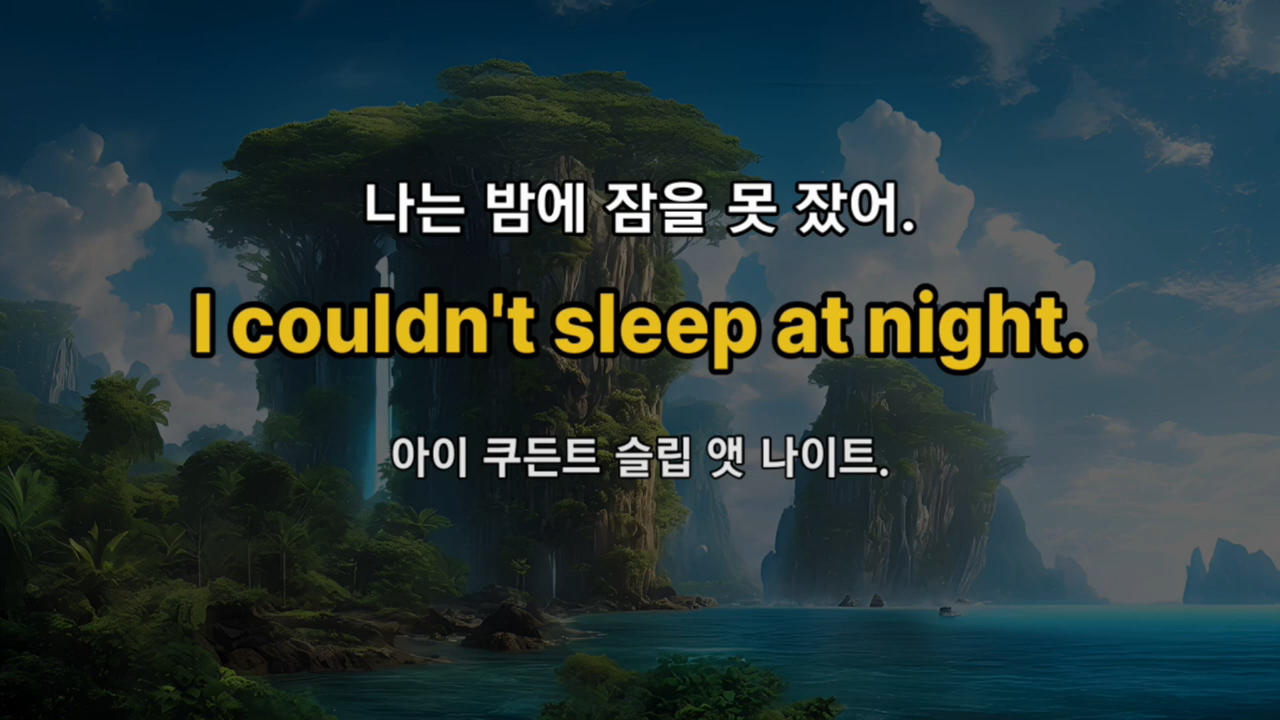 나는 밤에 잠을 못 잤어.
I couldn't sleep at night.
아이 쿠든트 슬립 앳 나이트.